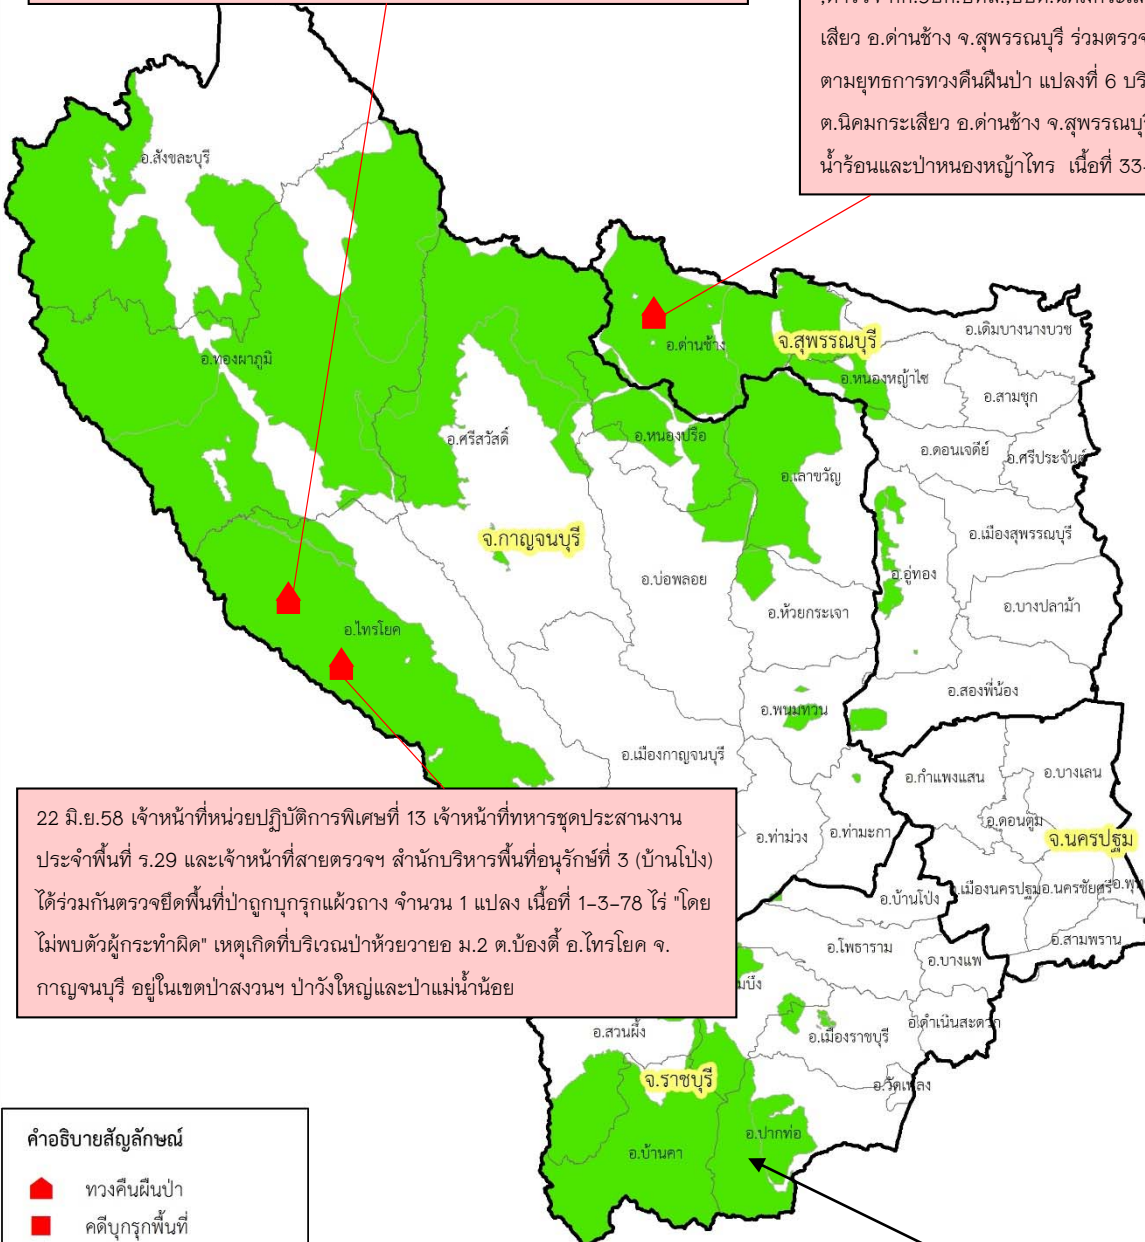 เสียว อ.ด่านช้าง จ.สุพรรณบุรี ร่วมตรวจ
ตามยุทธการทวงคืนผืนป่า แปลงที่ 6 บริ
ต.นิคมกระเสียว อ.ด่านช้าง จ.สุพรรณบุรี
น้ำร้อนและป่าหนองหญ้าไทร เนื้อที่ 33-
อ.สังขละบุรี
อ.ทองผาภูมิ
อ.ด่านช้าง
จ.สุพรรณบุรี
อ.เดิมบางนางบวช
อ.หนองหญ้าไซ
อ.สามชุก
อ.ศรีสวัสดิ์
อ.หนองปรือ
อ.ดอนเจดีย์
อ.ศรีประจันต์
อ.เลาขวัญ
จ.กาญจนบุรี
อ.เมืองสุพรรณบุรี
อ.บ่อพลอย
อ.อู่ทอง
อ.ห้วยกระเจา
อ.บางปลาม้า
อ.ไทรโยค
อ.สองพี่น้อง
อ.พนมทวน
อ.เมืองกาญจนบุรี
อ.กำแพงแสน
อ.บางเลน
อ.ดอนตูม
จ.นครปฐม
อ.ท่าม่วง
อ.ท่ามะกา
22 มิ.ย.58 เจ้าหน้าที่หน่วยปฏิบัติการพิเศษที่ 13 เจ้าหน้าที่ทหารชุดประสานงาน
ประจำพื้นที่ ร.29 และเจ้าหน้าที่สายตรวจฯ สำนักบริหารพื้นที่อนุรักษ์ที่ 3 (บ้านโป่ง)
ได้ร่วมกันตรวจยึดพื้นที่ป่าถูกบุกรุกแผ้วถาง จำนวน 1 แปลง เนื้อที่ 1-3-78 ไร่ "โดย
ไม่พบตัวผู้กระทำผิด" เหตุเกิดที่บริเวณป่าห้วยวายอ ม.2 ต.บ้องตี้ อ.ไทรโยค จ.
กาญจนบุรี อยู่ในเขตป่าสงวนฯ ป่าวังใหญ่และป่าแม่น้ำน้อย
อ.เมืองนครปฐม
อ.นครชัยศรี
อ.บ้านโป่ง
อ.สามพราน
อ.โพธาราม
อ.บางแพ
มบึง
อ.สวนผึ้ง
อ.เมืองราชบุรี
อ.ดำเนินสะดวก
จ.ราชบุรี
อ.วัดเพลง
อ.ปากท่อ
อ.บ้านคา
คำอธิบายสัญลักษณ์
ทวงคืนผืนป่า
คดีบุกรุกพื้นที่